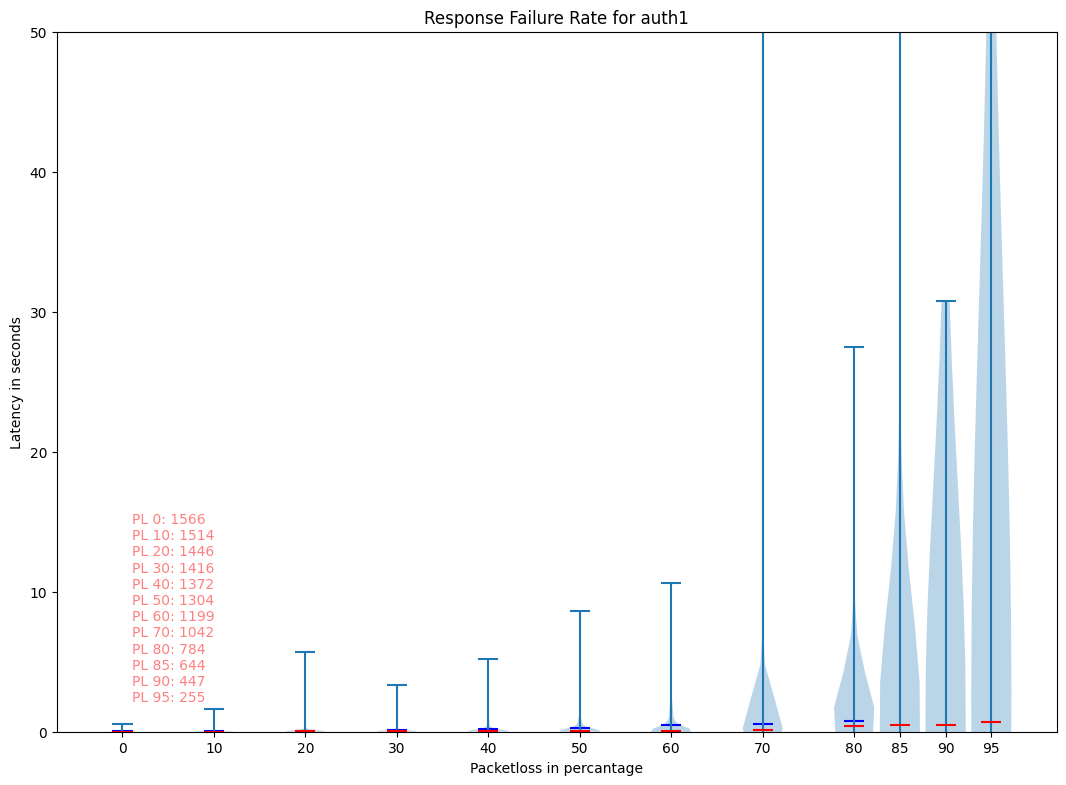 Response Failure Rate for auth1
50
40
30
20
10
0
Latency in seconds
PL 0: 1566
PL 10: 1514
PL 20: 1446
PL 30: 1416
PL 40: 1372
PL 50: 1304
PL 60: 1199
PL 70: 1042
PL 80: 784
PL 85: 644
PL 90: 447
PL 95: 255
0 10 20 30 40 50 60 70 80 85 90 95
Packetloss in percantage